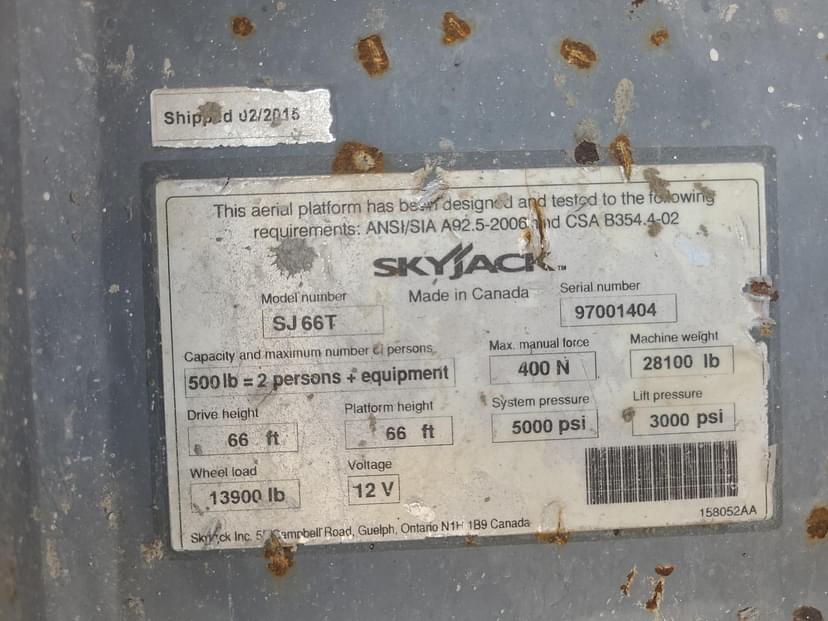 Shipped 02/2015
This aerial platform has been designed and tested to the following
requirements: ANSI/SIA A92.5-2006 and CSA B354.4-02
SKYJACK™
Made in Canada
Model number
SJ 66T
Serial number
97001404
Capacity and maximum number of persons
500 lb = 2 persons + equipment
Max. manual force
400 N
Machine weight
28100 lb
Drive height
66 ft
Platform height
66 ft
System pressure
5000 psi
Lift pressure
3000 psi
Wheel load
13900 lb
Voltage
12 V
158052AA
Skyjack Inc. Campbell Road, Guelph, Ontario N1H 1B9 Canada